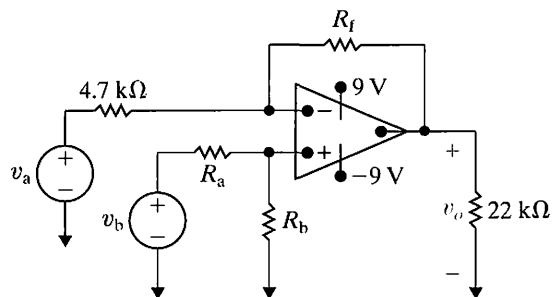 R_f
9 V
4.7 kΩ
−
+
v_a
+
−
R_a
+
−9 V
v_b
+
−
R_b
+
v_o
−
22 kΩ